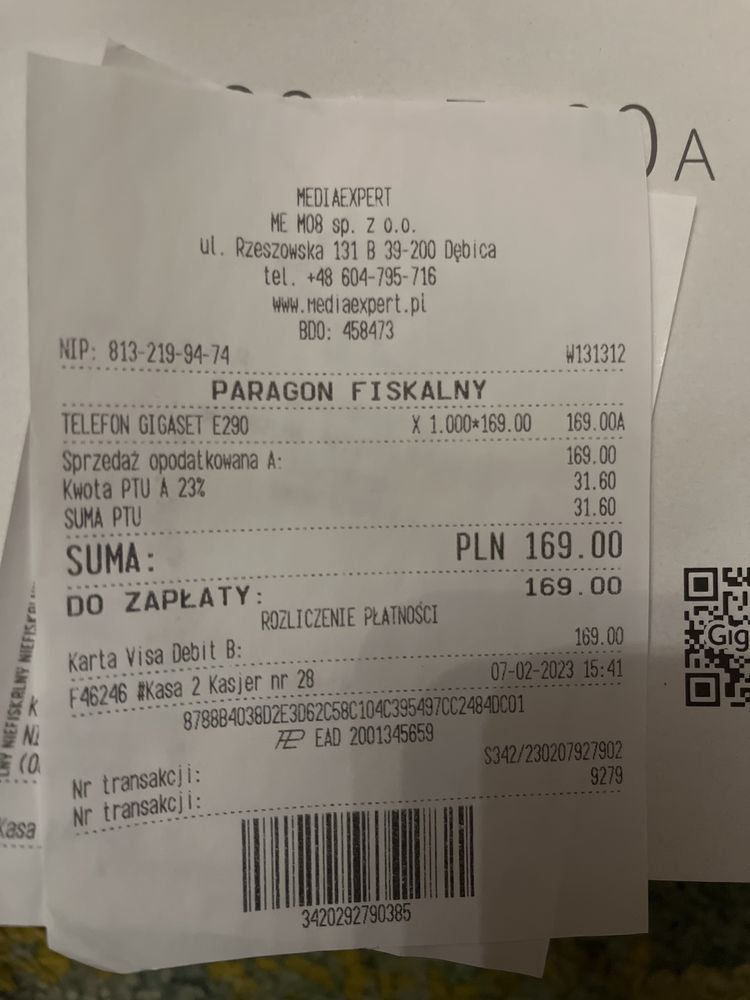 A
MEDIAEXPERT
ME M08 sp. z o.o.
ul. Rzeszowska 131 B 39-200 Dębica
tel. +48 604-795-716
www.mediaexpert.pl
BDO: 458473
NIP: 813-219-94-74 W131312
PARAGON FISKALNY
TELEFON GIGASET E290 X 1.000*169.00 169.00A
Sprzedaż opodatkowana A: 169.00
Kwota PTU A 23% 31.60
SUMA PTU 31.60
SUMA: PLN 169.00
DO ZAPŁATY: 169.00
ROZLICZENIE PŁATNOŚCI
Karta Visa Debit B: 169.00
F46246 #Kasa 2 Kasjer nr 28 07-02-2023 15:41
8788B4038D2E3D62C58C104C395497CC2484DC01
EAD 2001345659
Nr transakcji: S342/230207927902
Nr transakcji: 9279
3420292790385
Gig
NIEFISKALNY